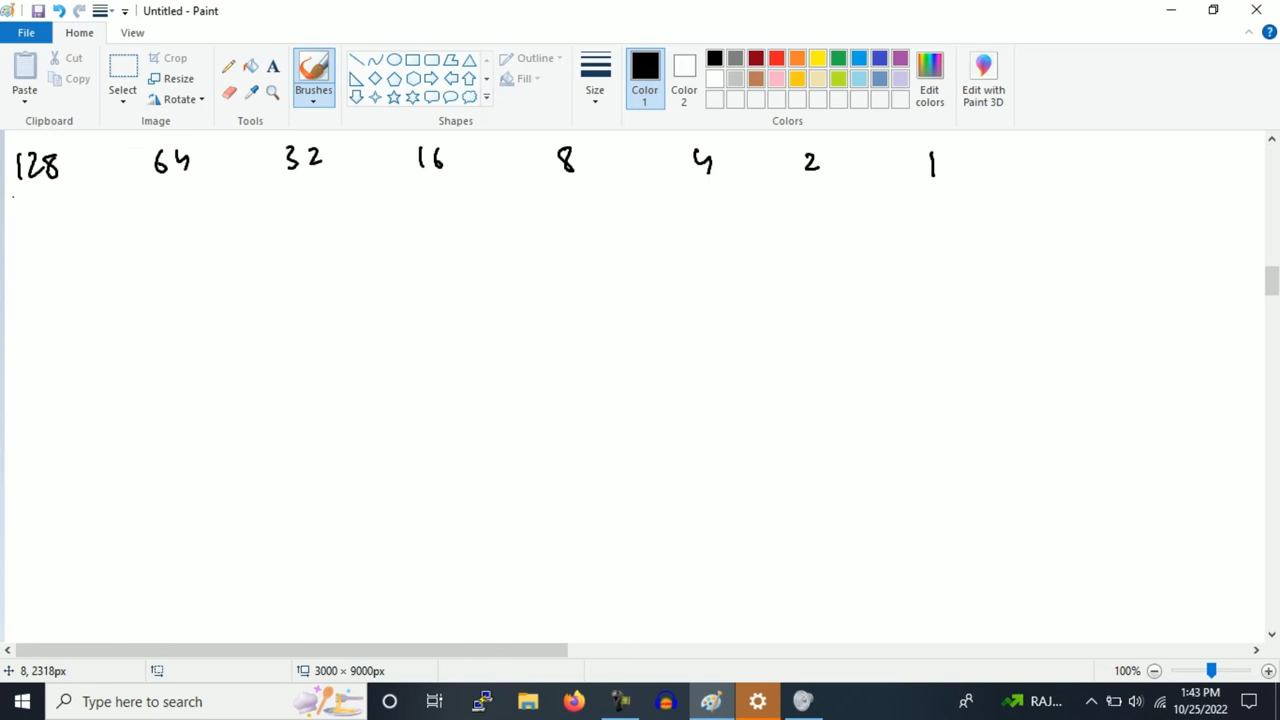 Untitled - Paint
File Home View
Paste Cut Copy Clipboard
Select Crop Resize Rotate Image
Tools
Brushes
Outline Fill Shapes
Size
Color 1 Color 2 Edit colors Colors
Edit with Paint 3D
128 64 32 16 8 4 2 1
8, 2318px 3000 × 9000px 100%
Type here to search RAJ... 1:43 PM
10/25/2022